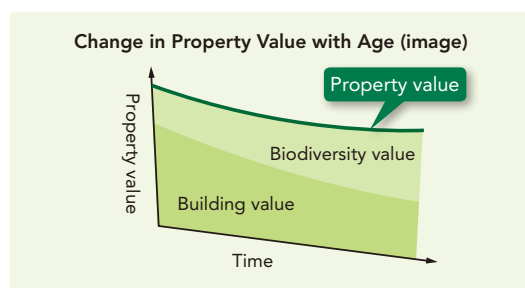 Change in Property Value with Age (image)
Property value
Property value
Biodiversity value
Building value
Time